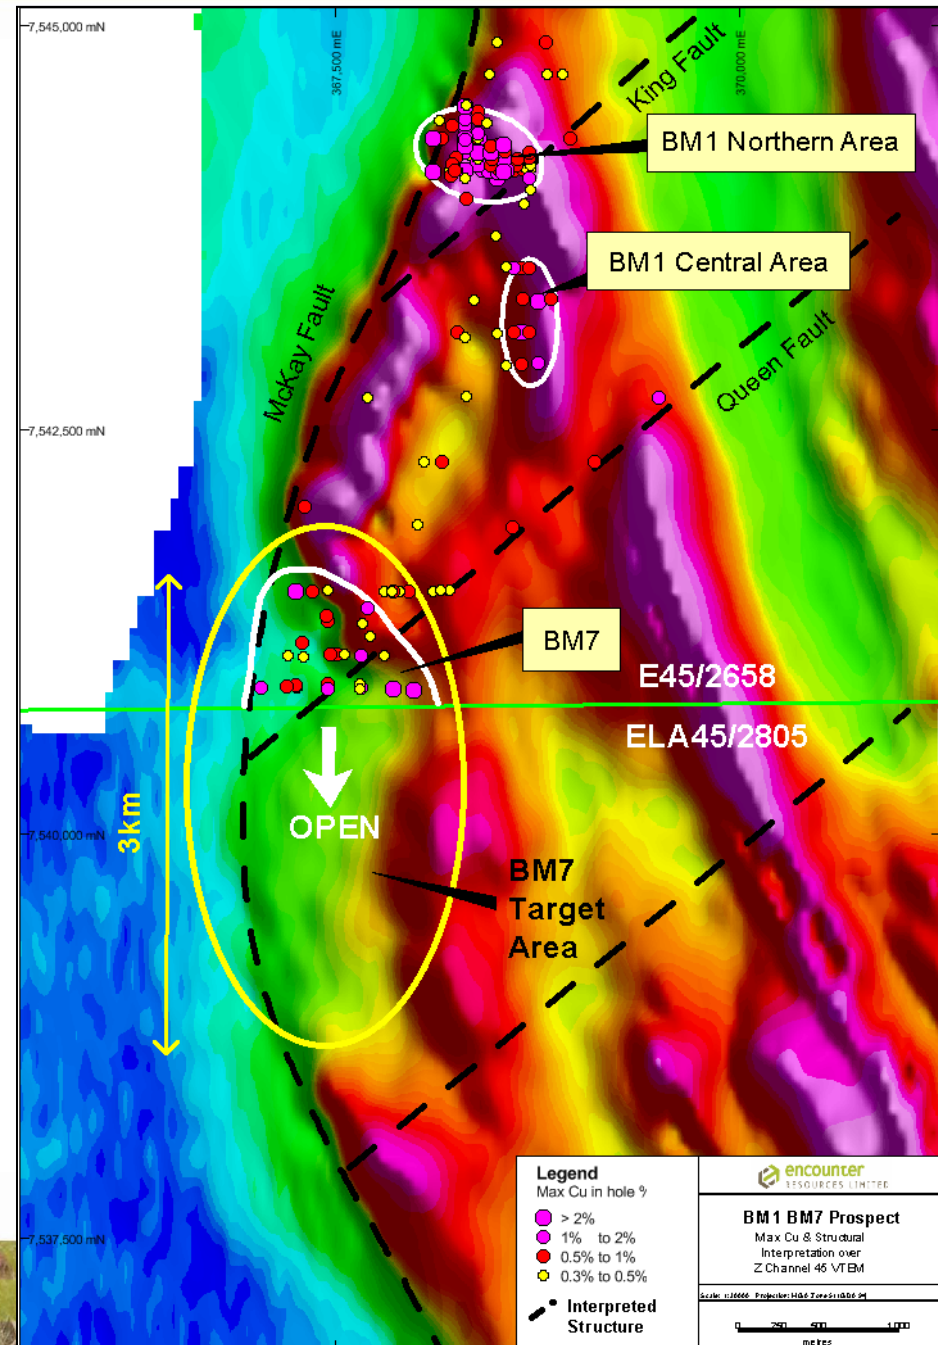 7,545,000 mN
367,500 mE
370,000 mE
King Fault
BM1 Northern Area
BM1 Central Area
McKay Fault
Queen Fault
7,542,500 mN
BM7
E45/2658
ELA45/2805
3km
OPEN
7,540,000 mN
BM7
Target
Area
7,537,500 mN
Legend
Max Cu in hole %
> 2%
1% to 2%
0.5% to 1%
0.3% to 0.5%
Interpreted
Structure
encounter
RESOURCES LIMITED
BM1 BM7 Prospect
Max Cu & Structural
Interpretation over
Z Channel 45 VTEM
Projection:
0 250 500 1,000
metres